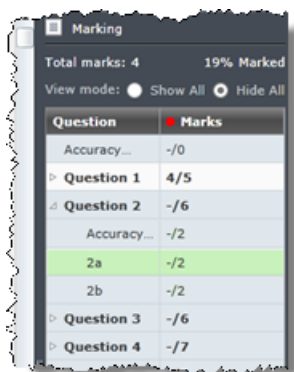 Marking
Total marks: 4 19% Marked
View mode: Show All Hide All
Question Marks
Accuracy... -/0
Question 1 4/5
Question 2 -/6
Accuracy... -/2
2a -/2
2b -/2
Question 3 -/6
Question 4 -/7